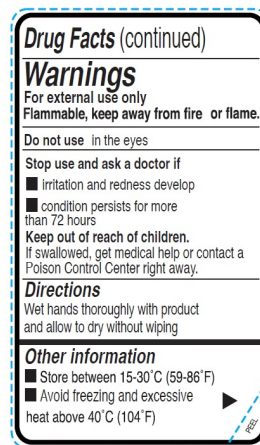 Drug Facts (continued)
Warnings
For external use only
Flammable, keep away from fire or flame.
Do not use in the eyes
Stop use and ask a doctor if
■ irritation and redness develop
■ condition persists for more
than 72 hours
Keep out of reach of children.
If swallowed, get medical help or contact a
Poison Control Center right away.
Directions
Wet hands thoroughly with product
and allow to dry without wiping
Other information
■ Store between 15-30˚C (59-86˚F)
■ Avoid freezing and excessive
heat above 40˚C (104˚F)
PEEL